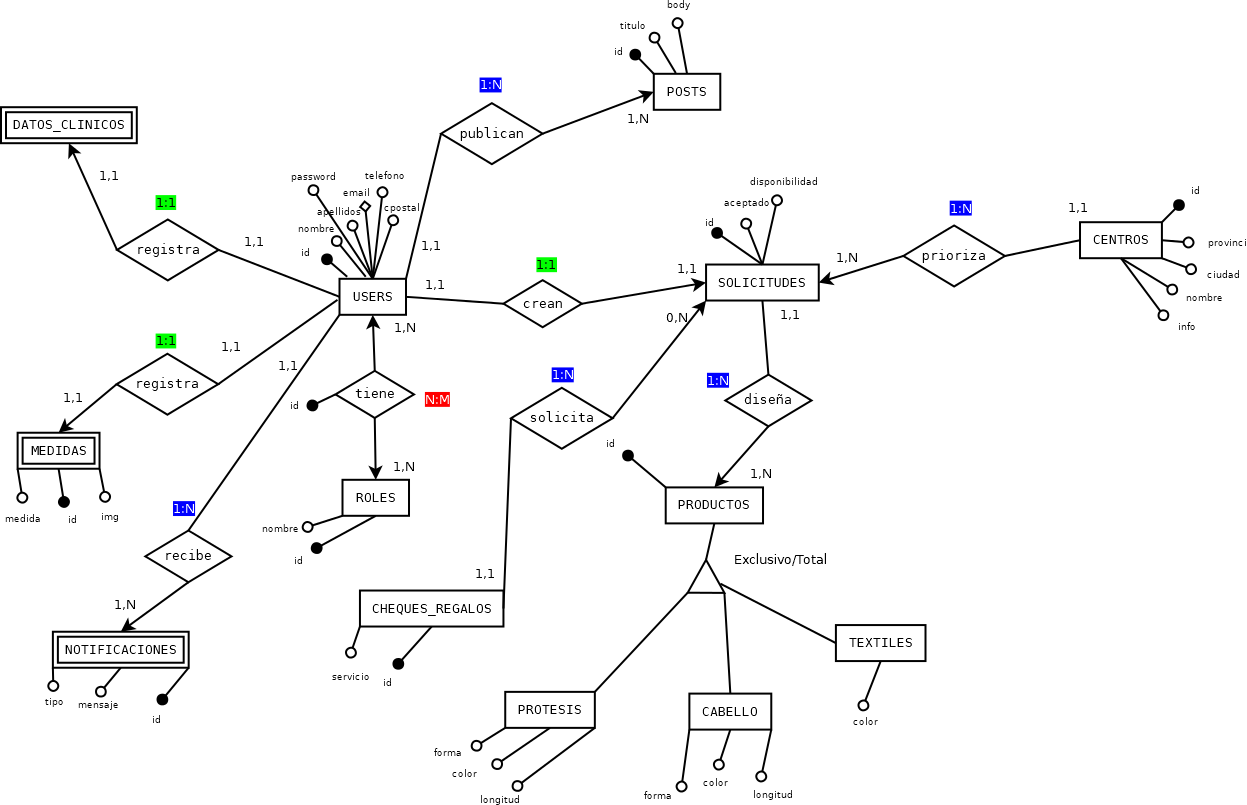 body
titulo
id
POSTS
1:N
publican
1,N
DATOS_CLINICOS
1,1
1:1
registra
1,1
password
telefono
email
apellidos
cpostal
nombre
id
1,1
USERS
1,1
1:1
crean
1,1
disponibilidad
aceptado
id
SOLICITUDES
1,N
1:N
prioriza
1,1
CENTROS
id
provinci
ciudad
nombre
info
1:1
registra
1,1
1,1
MEDIDAS
medida
id
img
1,1
1:N
recibe
1,N
NOTIFICACIONES
tipo
mensaje
id
1,N
tiene
id
N:M
1,N
ROLES
nombre
id
0,N
1:N
solicita
1,1
CHEQUES_REGALOS
servicio
id
1,1
1:N
diseña
1,N
id
PRODUCTOS
Exclusivo/Total
PROTESIS
forma
color
longitud
CABELLO
forma
color
longitud
TEXTILES
color